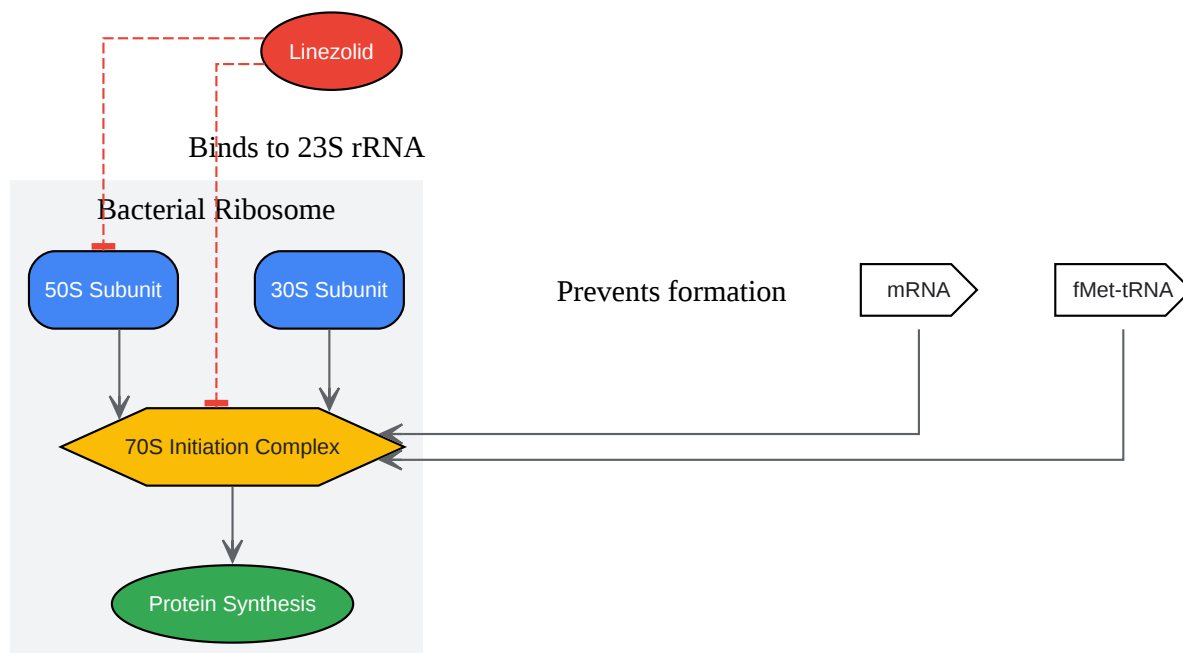 Linezolid
Binds to 23S rRNA
Bacterial Ribosome
50S Subunit
30S Subunit
Prevents formation
mRNA
fMet-tRNA
70S Initiation Complex
Protein Synthesis